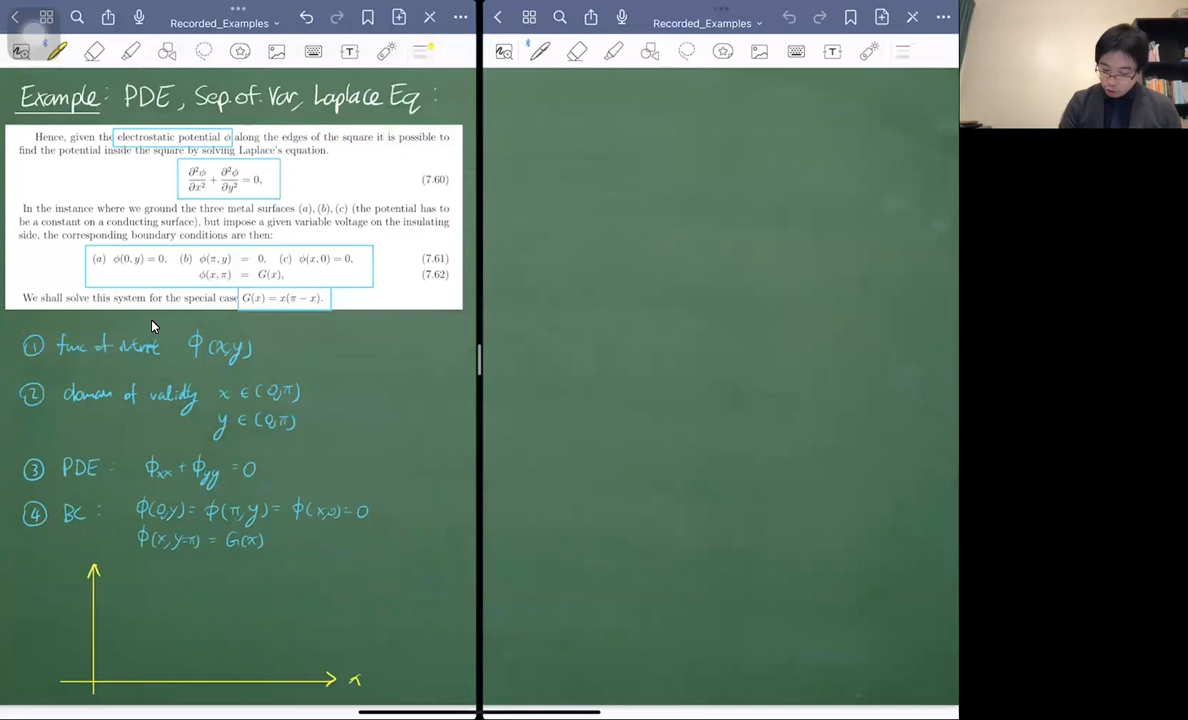 Recorded_Examples
Recorded_Examples
Example: PDE, Sep. of. Var, Laplace Eq:
Hence, given the electrostatic potential ϕ along the edges of the square it is possible to
find the potential inside the square by solving Laplace's equation.
∂²ϕ/∂x² + ∂²ϕ/∂y² = 0, (7.60)
In the instance where we ground the three metal surfaces (a), (b), (c) (the potential has to
be a constant on a conducting surface), but impose a given variable voltage on the insulating
side, the corresponding boundary conditions are then:
(a) ϕ(0, y) = 0, (b) ϕ(π, y) = 0, (c) ϕ(x, 0) = 0, (7.61)
ϕ(x, π) = G(x), (7.62)
We shall solve this system for the special case G(x) = x(π − x).
① func of ϕ(x,y)
② domain of validity x ∈ (0,π)
y ∈ (0,π)
③ PDE: ϕxx + ϕyy = 0
④ BC: ϕ(0,y) = ϕ(π,y) = ϕ(x,0) = 0
ϕ(x, y=π) = G(x)
x